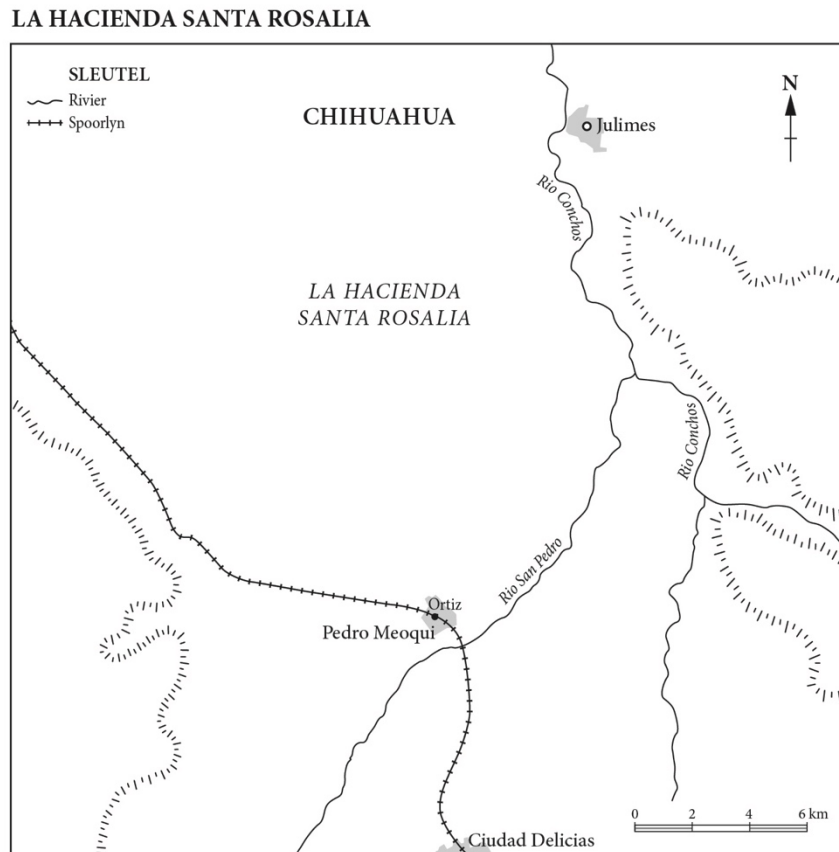 LA HACIENDA SANTA ROSALIA
SLEUTEL
Rivier
Spoorlyn
CHIHUAHUA
N
Julimes
Rio Conchos
LA HACIENDA
SANTA ROSALIA
Rio Conchos
Rio San Pedro
Ortiz
Pedro Meoqui
0 2 4 6 km
Ciudad Delicias